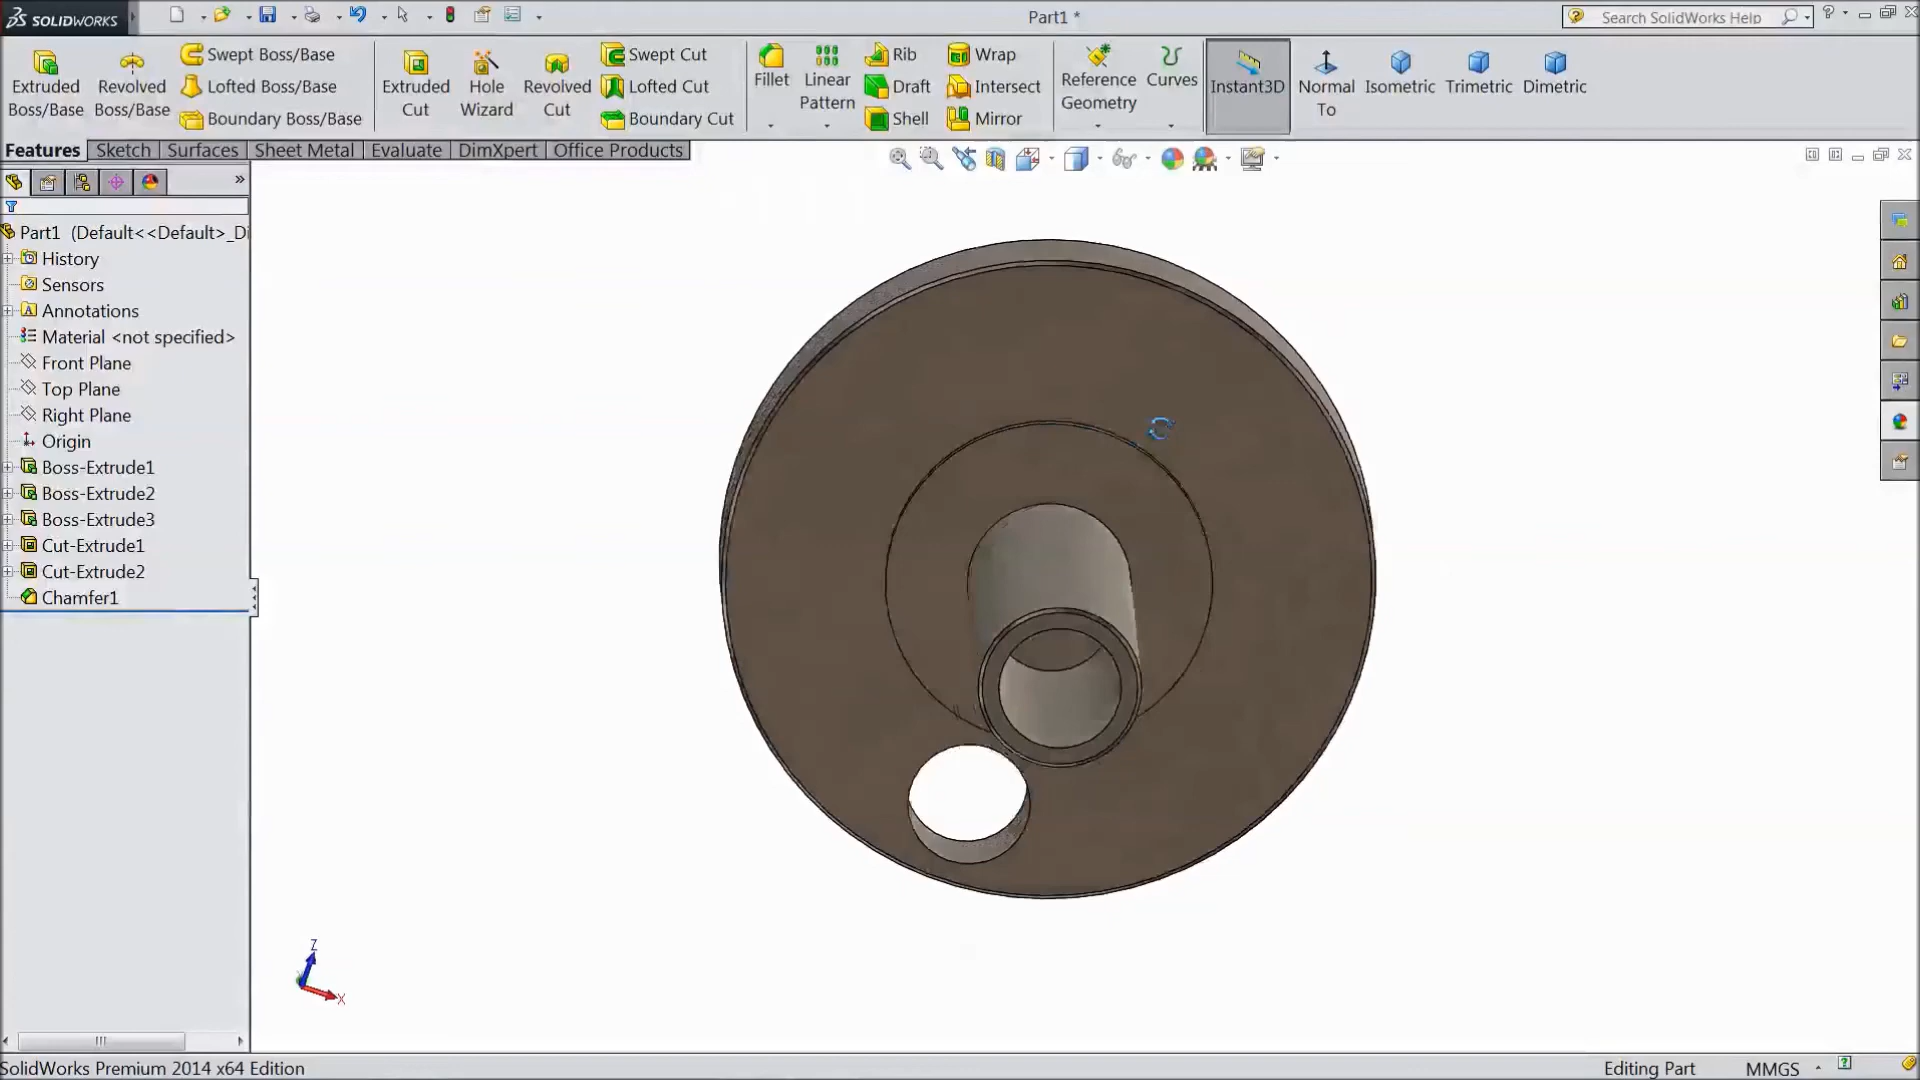 SOLIDWORKS
Part1 *
Search SolidWorks Help
Extruded Boss/Base
Revolved Boss/Base
Swept Boss/Base
Lofted Boss/Base
Boundary Boss/Base
Extruded Cut
Hole Wizard
Revolved Cut
Swept Cut
Lofted Cut
Boundary Cut
Fillet
Linear Pattern
Rib
Draft
Shell
Wrap
Intersect
Mirror
Reference Geometry
Curves
Instant3D
Normal To
Isometric
Trimetric
Dimetric
Features
Sketch
Surfaces
Sheet Metal
Evaluate
DimXpert
Office Products
Part1 (Default<<Default>_Di
History
Sensors
Annotations
Material <not specified>
Front Plane
Top Plane
Right Plane
Origin
Boss-Extrude1
Boss-Extrude2
Boss-Extrude3
Cut-Extrude1
Cut-Extrude2
Chamfer1
Z
X
SolidWorks Premium 2014 x64 Edition
Editing Part
MMGS